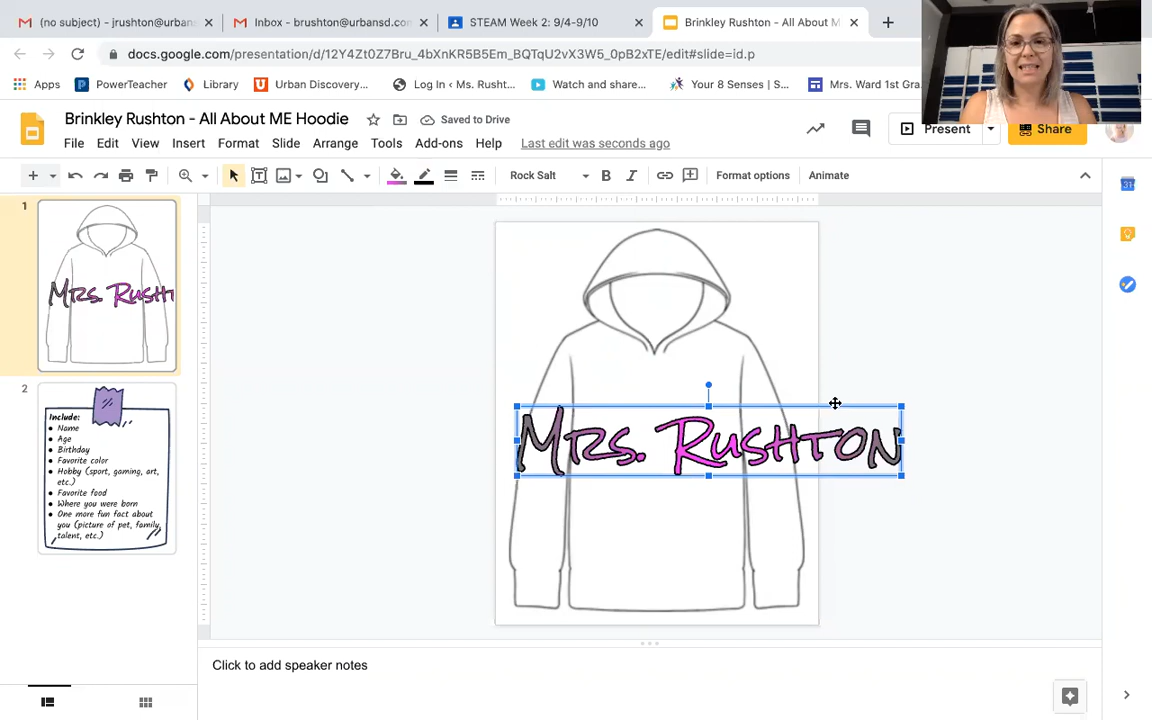 (no subject) - jrushton@urbans
Inbox - brushton@urbansd.con
STEAM Week 2: 9/4-9/10
Brinkley Rushton - All About M
docs.google.com/presentation/d/12Y4Zt0Z7Bru_4bXnKR5B5Em_BQTqU2vX3W5_0pB2xTE/edit#slide=id.p
Apps
PowerTeacher
Library
Urban Discovery...
Log In ‹ Ms. Rusht...
Watch and share...
Your 8 Senses | S...
Mrs. Ward 1st Gra
Brinkley Rushton - All About ME Hoodie
Saved to Drive
File Edit View Insert Format Slide Arrange Tools Add-ons Help Last edit was seconds ago
Present
Share
Rock Salt
B
I
Format options
Animate
31
1
Mrs. Rusht
2
Include:
Name
Age
Birthday
Favorite color
Hobby (sport, gaming, art,
etc.)
Favorite food
Where you were born
One more fun fact about
you (picture of pet, family,
talent, etc.)
Mrs. Rushton
Click to add speaker notes